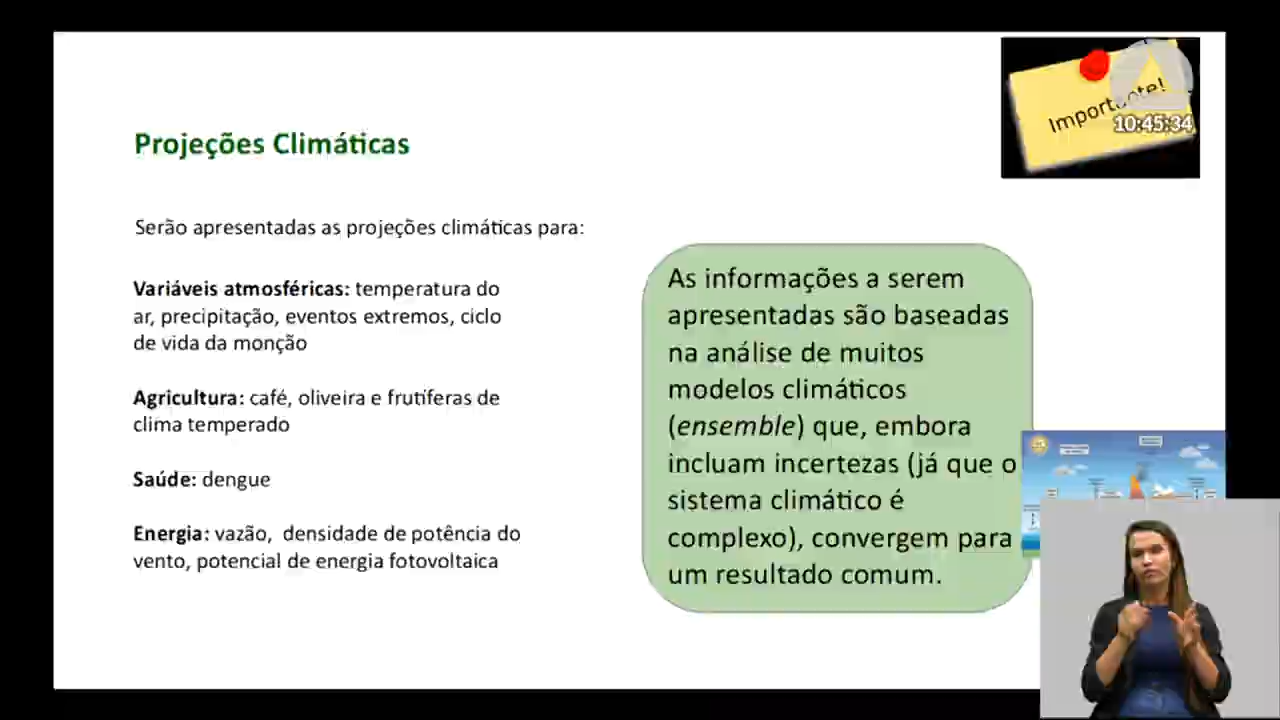 Importante!
10:45:34
Projeções Climáticas
Serão apresentadas as projeções climáticas para:
Variáveis atmosféricas: temperatura do
ar, precipitação, eventos extremos, ciclo
de vida da monção
Agricultura: café, oliveira e frutíferas de
clima temperado
Saúde: dengue
Energia: vazão, densidade de potência do
vento, potencial de energia fotovoltaica
As informações a serem
apresentadas são baseadas
na análise de muitos
modelos climáticos
(ensemble) que, embora
incluam incertezas (já que o
sistema climático é
complexo), convergem para
um resultado comum.